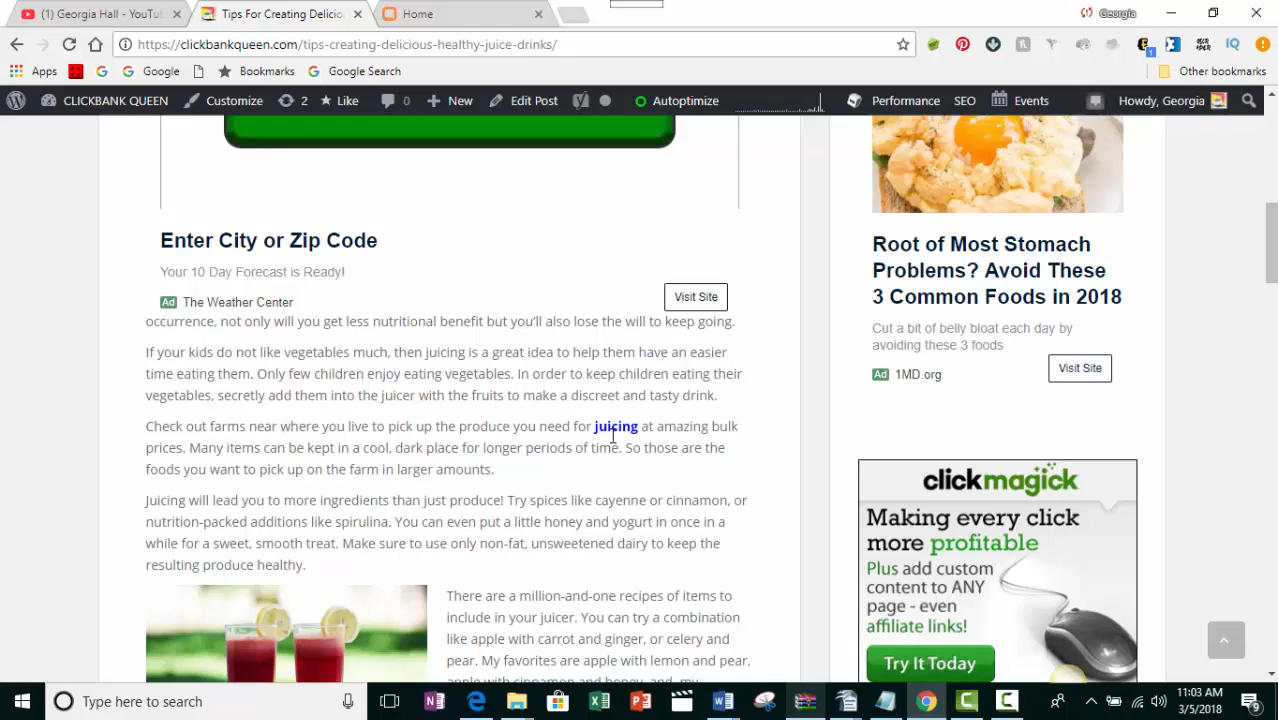 Georgia Hall - YouTu
Tips For Creating Delicio
Home
Georgia
https://clickbankqueen.com/tips-creating-delicious-healthy-juice-drinks/
Apps
Google
Bookmarks
Google Search
Other bookmarks
CLICKBANK QUEEN
Customize
2
Like
0
New
Edit Post
Autoptimize
Performance
SEO
Events
Howdy, Georgia
Enter City or Zip Code
Your 10 Day Forecast is Ready!
Ad The Weather Center
Visit Site
occurrence, not only will you get less nutritional benefit but you'll also lose the will to keep going.
If your kids do not like vegetables much, then juicing is a great idea to help them have an easier
time eating them. Only few children enjoy eating vegetables. In order to keep children eating their
vegetables, secretly add them into the juicer with the fruits to make a discreet and tasty drink.
Check out farms near where you live to pick up the produce you need for juicing at amazing bulk
prices. Many items can be kept in a cool, dark place for longer periods of time. So those are the
foods you want to pick up on the farm in larger amounts.
Juicing will lead you to more ingredients than just produce! Try spices like cayenne or cinnamon, or
nutrition-packed additions like spirulina. You can even put a little honey and yogurt in once in a
while for a sweet, smooth treat. Make sure to use only non-fat, unsweetened dairy to keep the
resulting produce healthy.
There are a million-and-one recipes of items to
include in your juicer. You can try a combination
like apple with carrot and ginger, or celery and
pear. My favorites are apple with lemon and pear,
apple with cinnamon and honey, and, my
Root of Most Stomach
Problems? Avoid These
3 Common Foods in 2018
Cut a bit of belly bloat each day by
avoiding these 3 foods
Ad 1MD.org
Visit Site
clickmagick
Making every click
more profitable
Plus add custom
content to ANY
page - even
affiliate links!
Try It Today
Type here to search
11:03 AM
3/5/2018